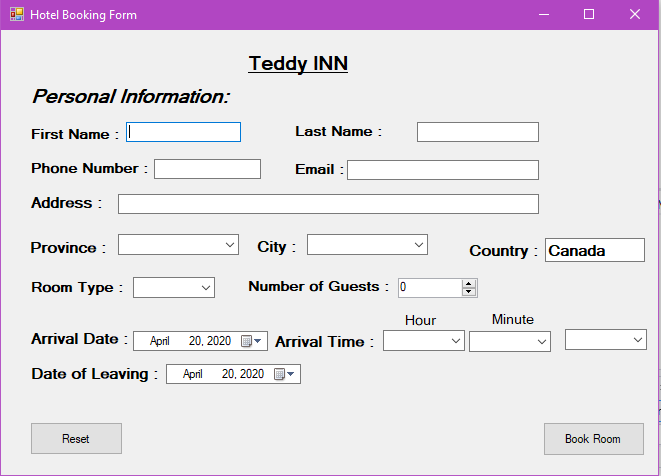 Hotel Booking Form
Teddy INN
Personal Information:
First Name : Last Name :
Phone Number : Email :
Address :
Province : City : Country : Canada
Room Type : Number of Guests : 0
Hour Minute
Arrival Date : April 20, 2020 Arrival Time :
Date of Leaving : April 20, 2020
Reset Book Room